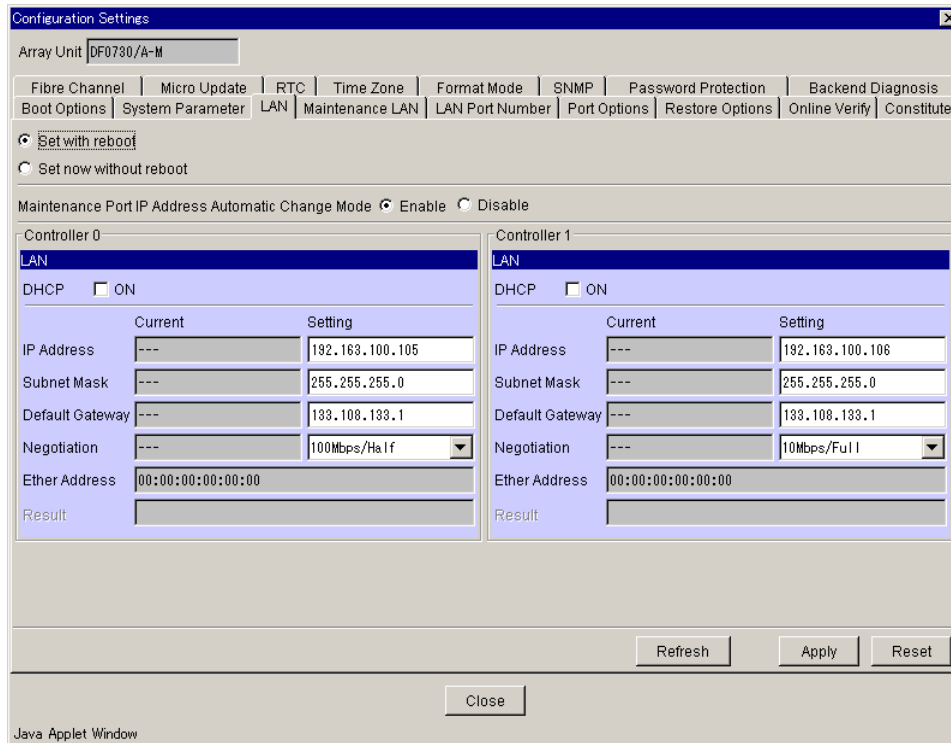 Configuration Settings
Array Unit DF0730/A-M
Fibre Channel Micro Update RTC Time Zone Format Mode SNMP Password Protection Backend Diagnosis
Boot Options System Parameter LAN Maintenance LAN LAN Port Number Port Options Restore Options Online Verify Constitute
Set with reboot
Set now without reboot
Maintenance Port IP Address Automatic Change Mode Enable Disable
Controller 0
LAN
DHCP ON
Current Setting
IP Address --- 192.163.100.105
Subnet Mask --- 255.255.255.0
Default Gateway --- 133.108.133.1
Negotiation --- 100Mbps/Half
Ether Address 00:00:00:00:00:00
Result
Controller 1
LAN
DHCP ON
Current Setting
IP Address --- 192.163.100.106
Subnet Mask --- 255.255.255.0
Default Gateway --- 133.108.133.1
Negotiation --- 10Mbps/Full
Ether Address 00:00:00:00:00:00
Result
Refresh Apply Reset
Close
Java Applet Window